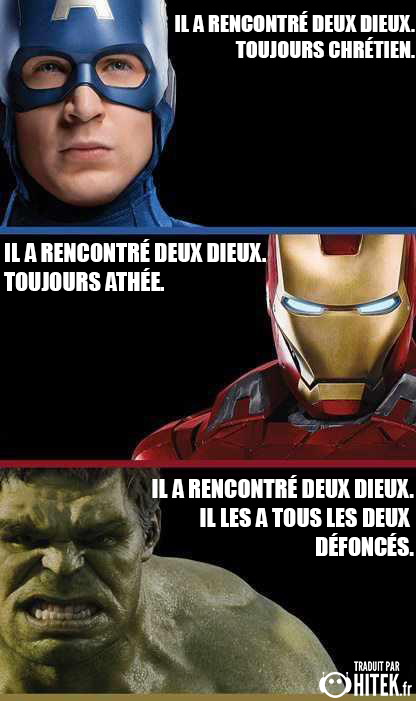 IL A RENCONTRÉ DEUX DIEUX.
TOUJOURS CHRÉTIEN.
IL A RENCONTRÉ DEUX DIEUX.
TOUJOURS ATHÉE.
IL A RENCONTRÉ DEUX DIEUX.
IL LES A TOUS LES DEUX
DÉFONCÉS.
TRADUIT PAR
HITEK.fr